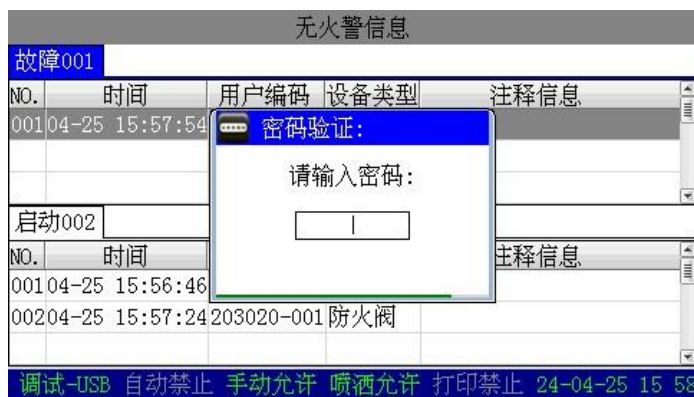 无火警信息
故障001
NO. 时间 用户编码 设备类型 注释信息
001 04-25 15:57:54
密码验证:
请输入密码:
启动002
NO. 时间 注释信息
001 04-25 15:56:46
002 04-25 15:57:24 203020-001 防火阀
调试-USB 自动禁止 手动允许 喷洒允许 打印禁止 24-04-25 15 58